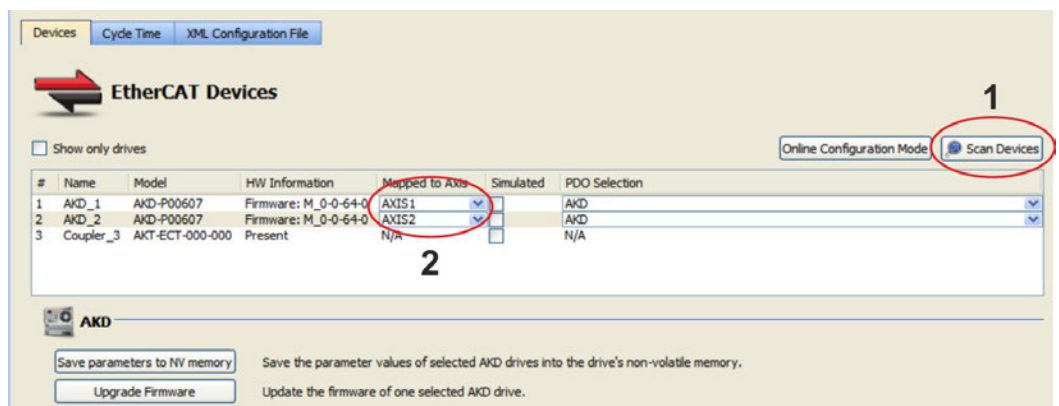 Devices Cycle Time XML Configuration File
EtherCAT Devices
1
Show only drives Online Configuration Mode Scan Devices
# Name Model HW Information Mapped to Axis Simulated PDO Selection
1 AKD_1 AKD-P00607 Firmware: M_0-0-64-0 AXIS1 AKD
2 AKD_2 AKD-P00607 Firmware: M_0-0-64-0 AXIS2 AKD
3 Coupler_3 AKT-ECT-000-000 Present N/A N/A
2
AKD
Save parameters to NV memory Save the parameter values of selected AKD drives into the drive's non-volatile memory.
Upgrade Firmware Update the firmware of one selected AKD drive.